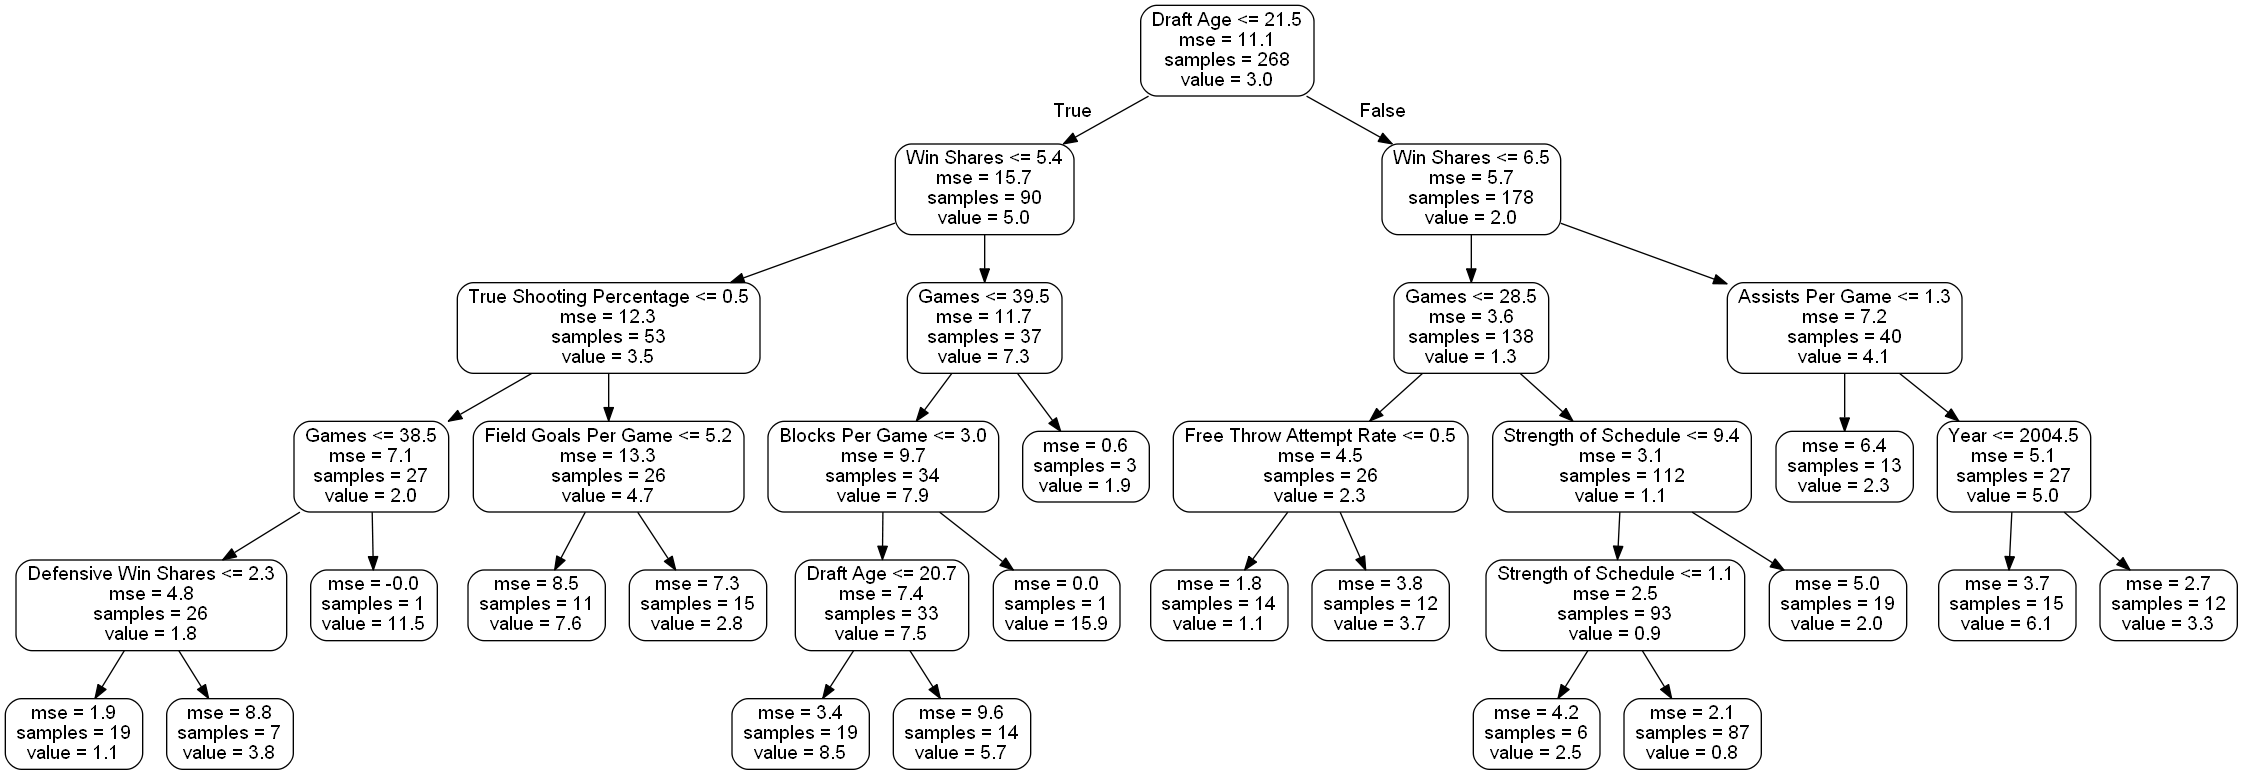 Draft Age <= 21.5
mse = 11.1
samples = 268
value = 3.0
True
False
Win Shares <= 5.4
mse = 15.7
samples = 90
value = 5.0
Win Shares <= 6.5
mse = 5.7
samples = 178
value = 2.0
True Shooting Percentage <= 0.5
mse = 12.3
samples = 53
value = 3.5
Games <= 39.5
mse = 11.7
samples = 37
value = 7.3
Games <= 28.5
mse = 3.6
samples = 138
value = 1.3
Assists Per Game <= 1.3
mse = 7.2
samples = 40
value = 4.1
Games <= 38.5
mse = 7.1
samples = 27
value = 2.0
Field Goals Per Game <= 5.2
mse = 13.3
samples = 26
value = 4.7
Blocks Per Game <= 3.0
mse = 9.7
samples = 34
value = 7.9
mse = 0.6
samples = 3
value = 1.9
Free Throw Attempt Rate <= 0.5
mse = 4.5
samples = 26
value = 2.3
Strength of Schedule <= 9.4
mse = 3.1
samples = 112
value = 1.1
mse = 6.4
samples = 13
value = 2.3
Year <= 2004.5
mse = 5.1
samples = 27
value = 5.0
Defensive Win Shares <= 2.3
mse = 4.8
samples = 26
value = 1.8
mse = -0.0
samples = 1
value = 11.5
mse = 8.5
samples = 11
value = 7.6
mse = 7.3
samples = 15
value = 2.8
Draft Age <= 20.7
mse = 7.4
samples = 33
value = 7.5
mse = 0.0
samples = 1
value = 15.9
mse = 1.8
samples = 14
value = 1.1
mse = 3.8
samples = 12
value = 3.7
Strength of Schedule <= 1.1
mse = 2.5
samples = 93
value = 0.9
mse = 5.0
samples = 19
value = 2.0
mse = 3.7
samples = 15
value = 6.1
mse = 2.7
samples = 12
value = 3.3
mse = 1.9
samples = 19
value = 1.1
mse = 8.8
samples = 7
value = 3.8
mse = 3.4
samples = 19
value = 8.5
mse = 9.6
samples = 14
value = 5.7
mse = 4.2
samples = 6
value = 2.5
mse = 2.1
samples = 87
value = 0.8